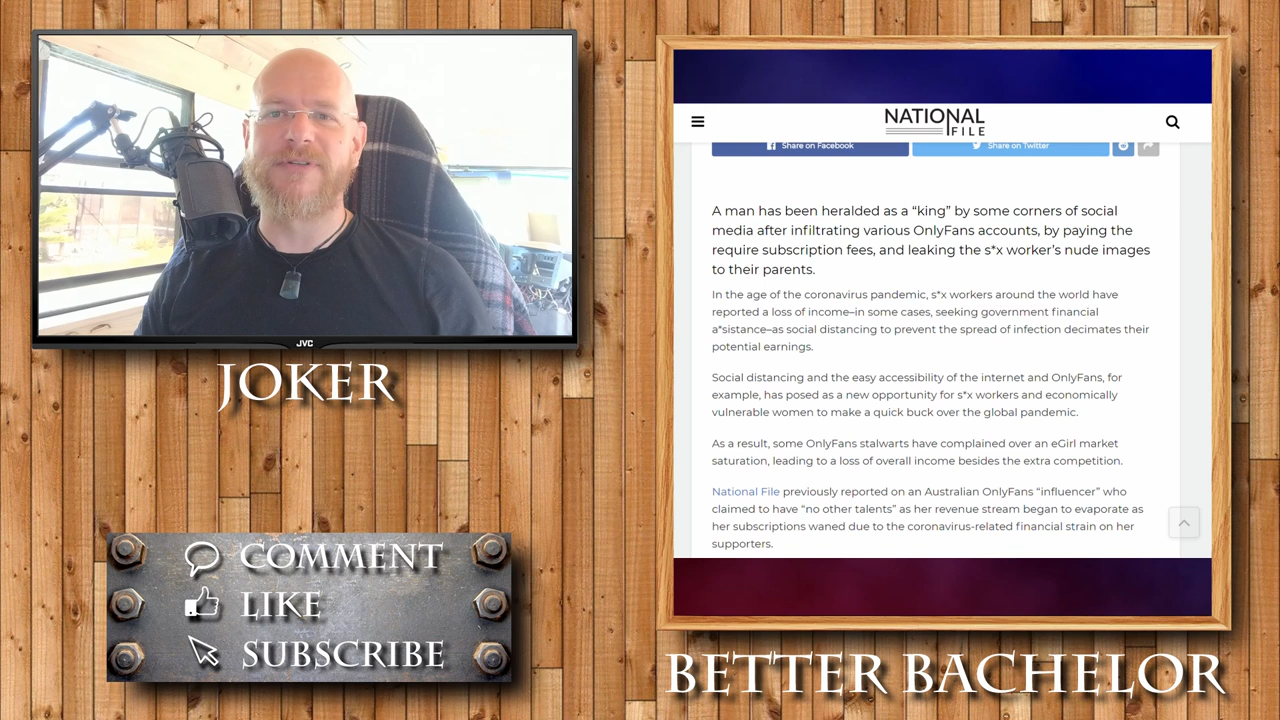 JVC
JOKER
COMMENT
LIKE
SUBSCRIBE
NATIONAL
FILE
Share on Facebook
Share on Twitter
A man has been heralded as a “king” by some corners of social
media after infiltrating various OnlyFans accounts, by paying the
require subscription fees, and leaking the s*x worker’s nude images
to their parents.
In the age of the coronavirus pandemic, s*x workers around the world have
reported a loss of income–in some cases, seeking government financial
a*sistance–as social distancing to prevent the spread of infection decimates their
potential earnings.
Social distancing and the easy accessibility of the internet and OnlyFans, for
example, has posed as a new opportunity for s*x workers and economically
vulnerable women to make a quick buck over the global pandemic.
As a result, some OnlyFans stalwarts have complained over an eGirl market
saturation, leading to a loss of overall income besides the extra competition.
National File previously reported on an Australian OnlyFans “influencer” who
claimed to have “no other talents” as her revenue stream began to evaporate as
her subscriptions waned due to the coronavirus-related financial strain on her
supporters.
BETTER BACHELOR